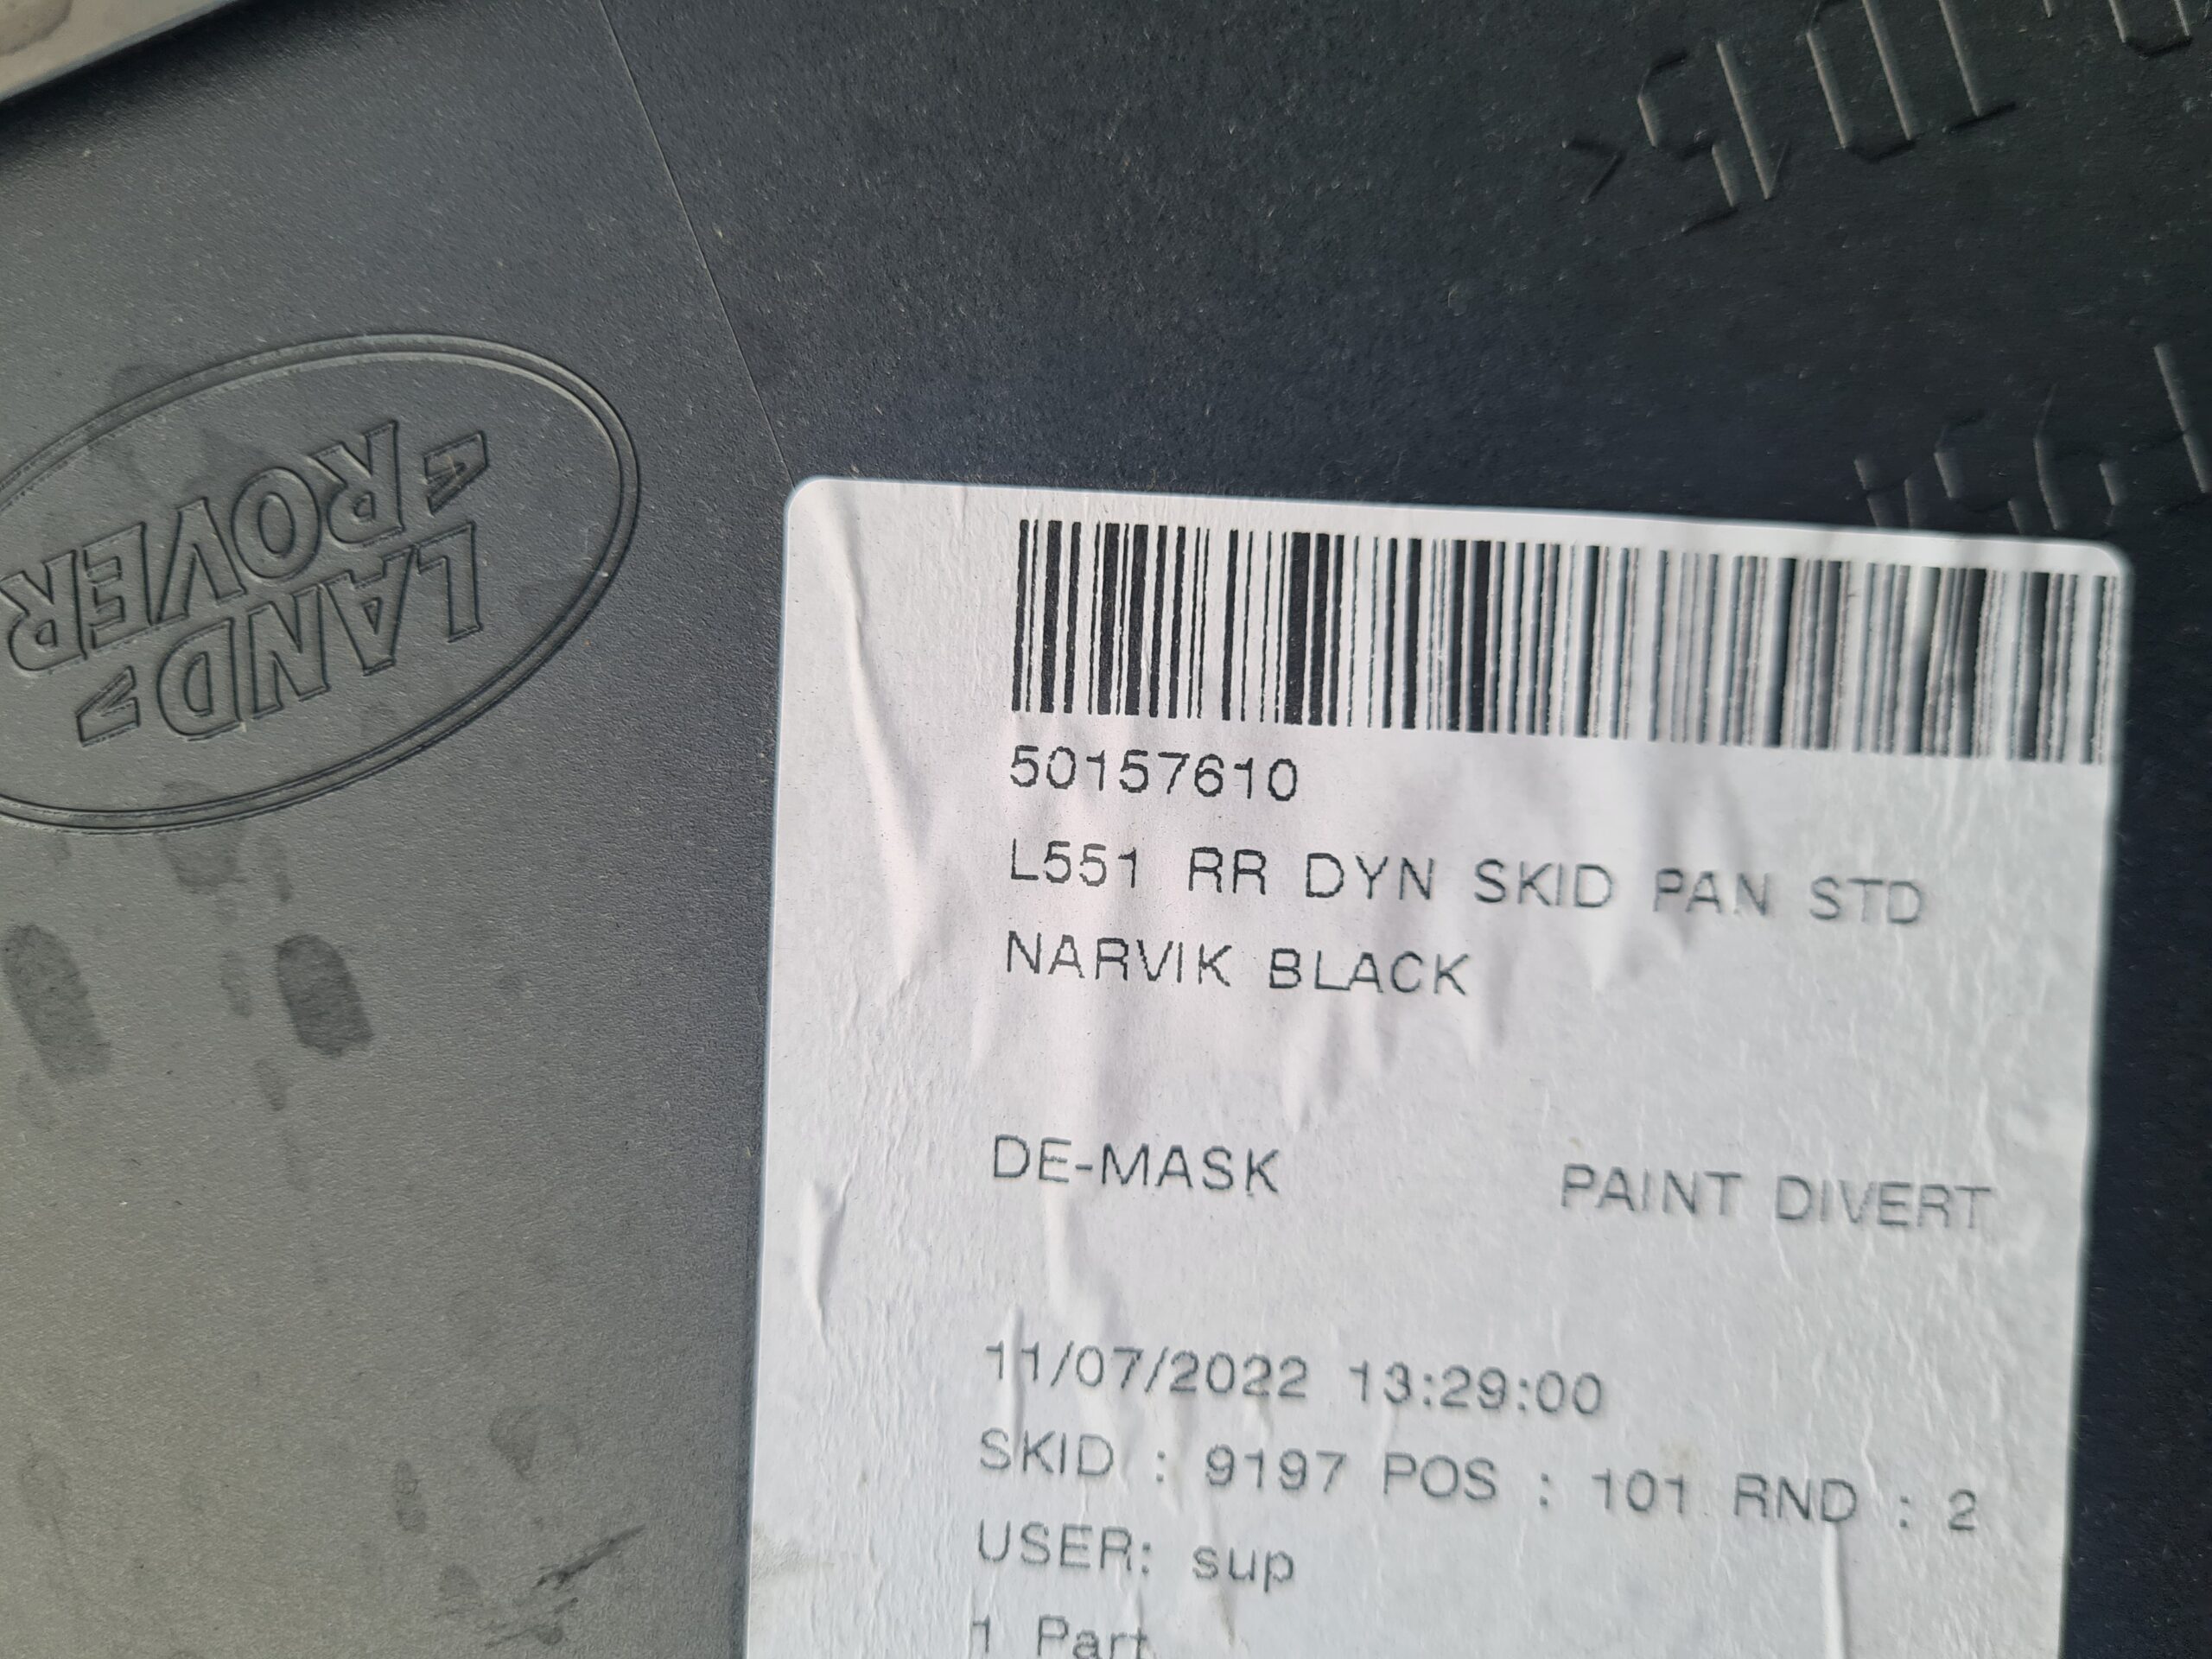 LAND
ROVER
50157610
L551 RR DYN SKID PAN STD
NARVIK BLACK
DE-MASK PAINT DIVERT
11/07/2022 13:29:00
SKID : 9197 POS : 101 RND : 2
USER: sup
1 Part